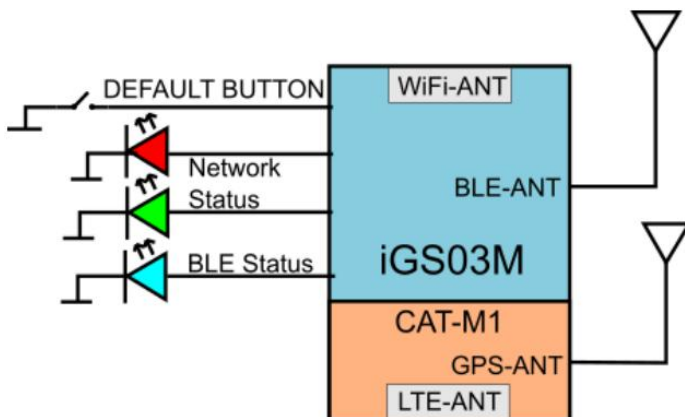 WiFi-ANT
DEFAULT BUTTON
Network
Status
BLE-ANT
BLE Status
iGS03M
CAT-M1
GPS-ANT
LTE-ANT